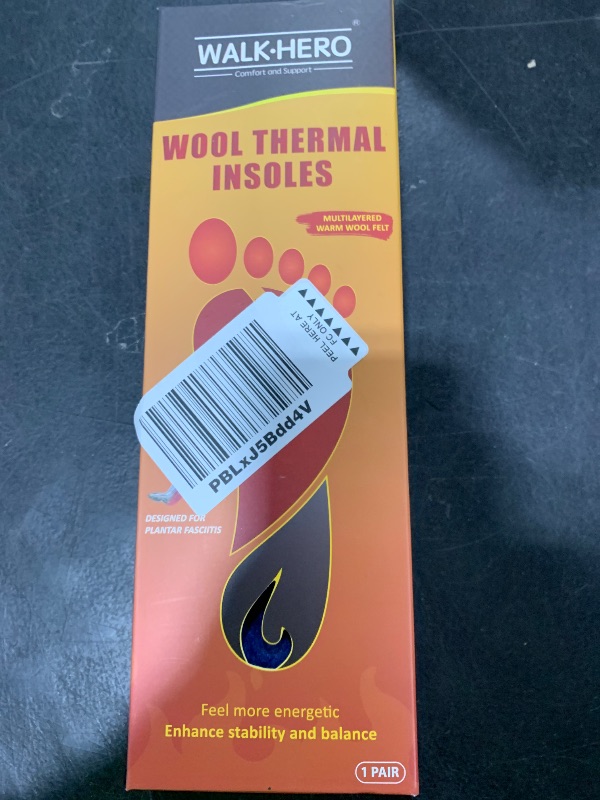 WALK·HERO®
Comfort and Support
WOOL THERMAL
INSOLES
MULTILAYERED
WARM WOOL FELT
PEEL HERE AT
FC ONLY
PBLxJ5Bdd4V
DESIGNED FOR
PLANTAR FASCIITIS
Feel more energetic
Enhance stability and balance
1 PAIR